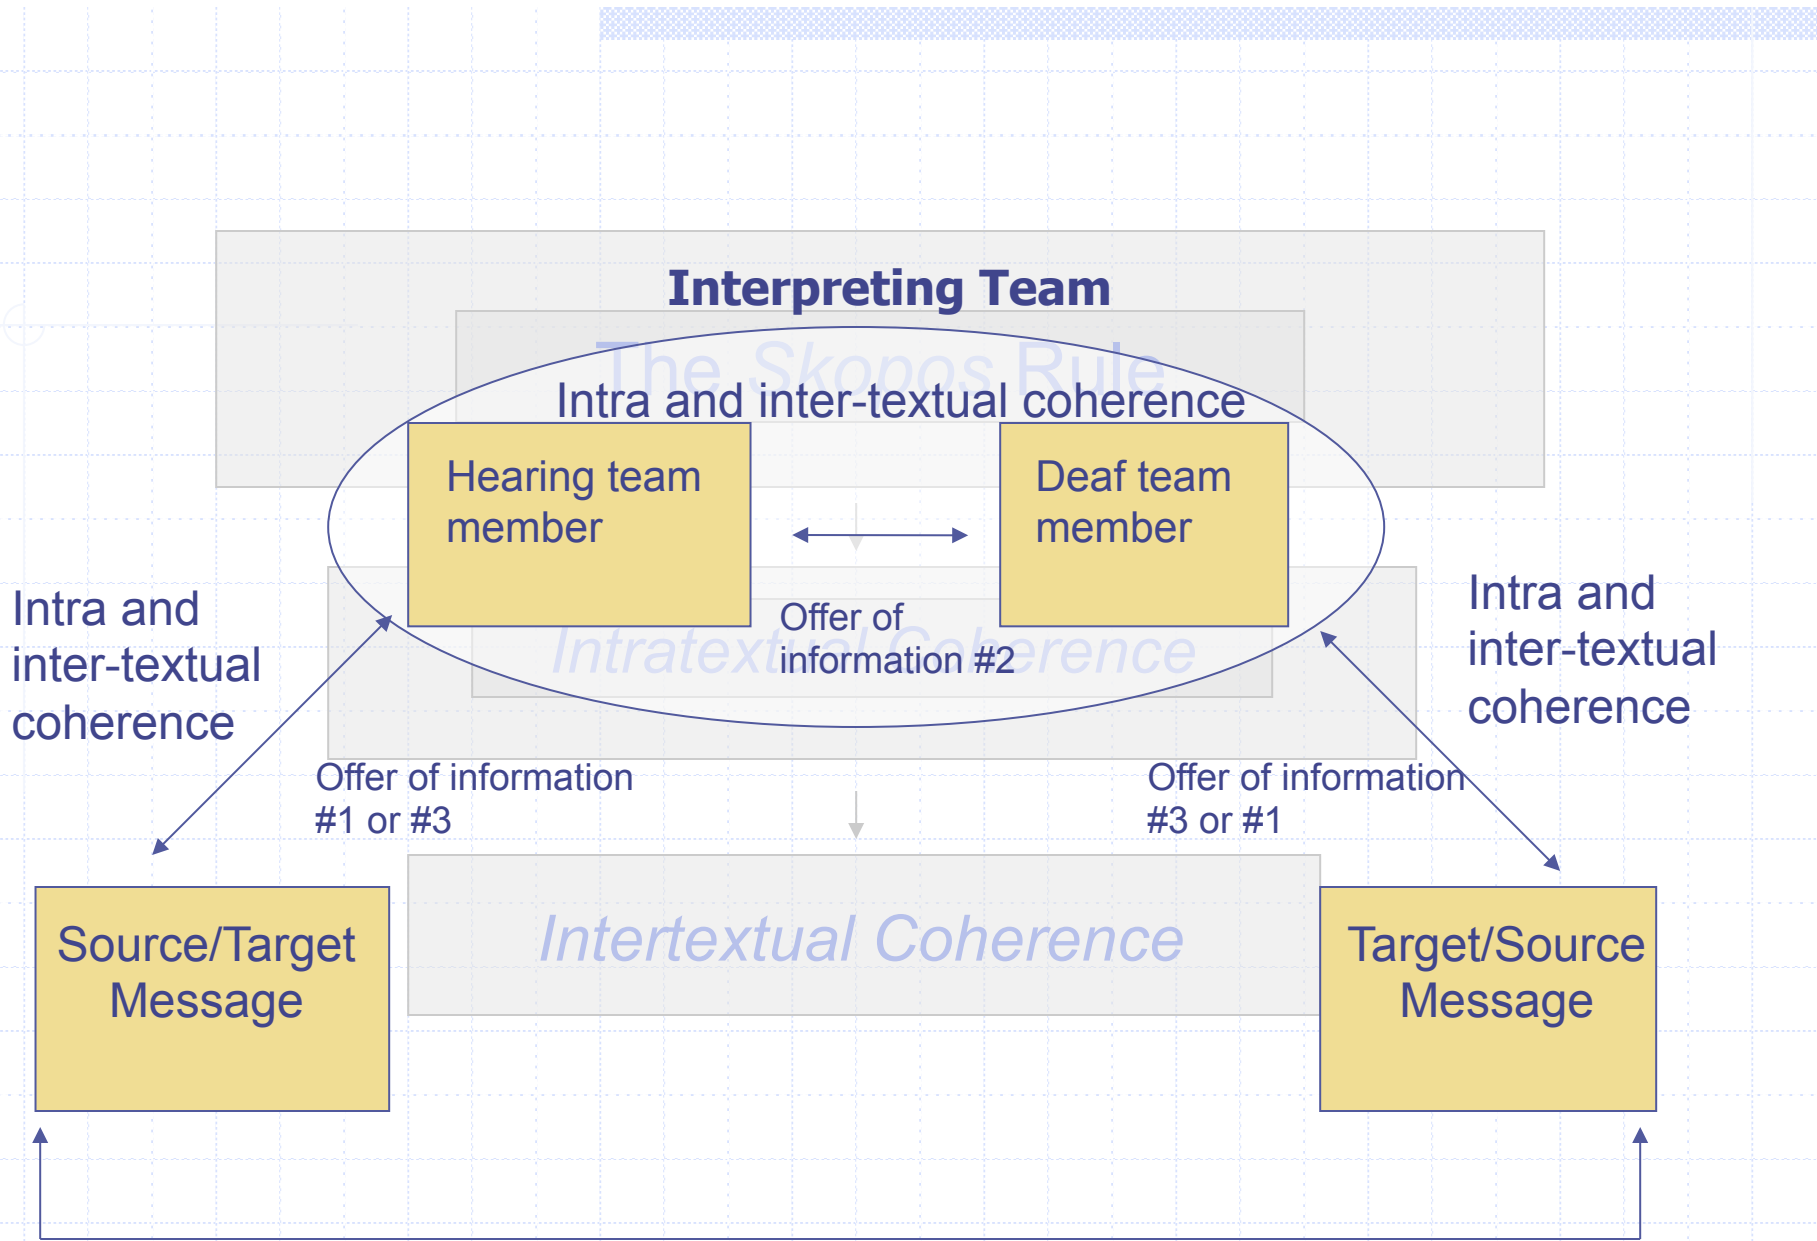 Interpreting Team
The Skopos Rule
Intra and inter-textual coherence
Hearing team
member
Deaf team
member
Offer of
information #2
Intratextual Coherence
Intra and
inter-textual
coherence
Intra and
inter-textual
coherence
Offer of information
#1 or #3
Offer of information
#3 or #1
Source/Target
Message
Intertextual Coherence
Target/Source
Message